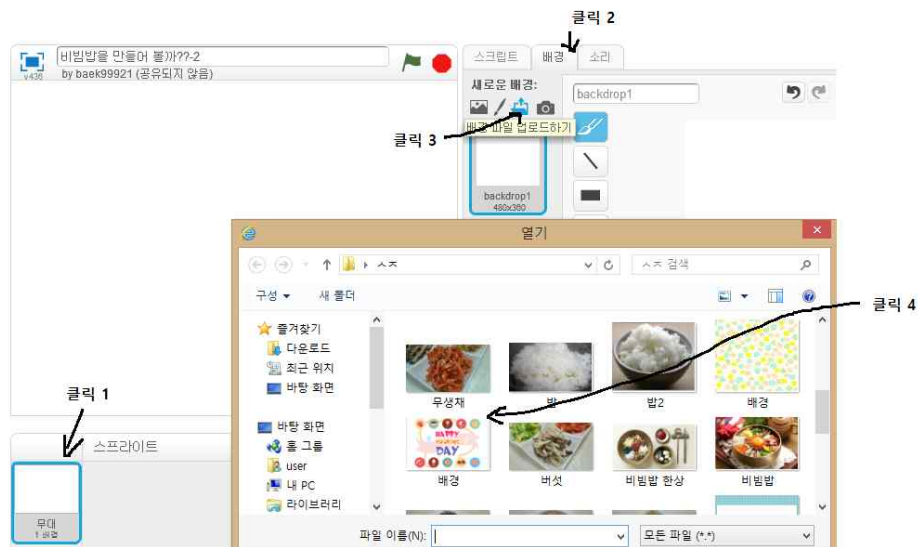 클릭 2
비빔밥을 만들어 볼까??-2
v436
by baek99921 (공유되지 않음)
스크립트
배경
소리
새로운 배경:
backdrop1
배경 파일 업로드하기
클릭 3
backdrop1
480x360
열기
ㅅㅈ
ㅅㅈ 검색
구성
새 폴더
클릭 4
즐겨찾기
다운로드
최근 위치
바탕 화면
무생채
밥
밥2
배경
클릭 1
스프라이트
바탕 화면
홈 그룹
user
내 PC
라이브러리
HAPPY
DAY
배경
버섯
비빔밥 한상
비빔밥
무대
1 배경
파일 이름(N):
모든 파일 (*.*)